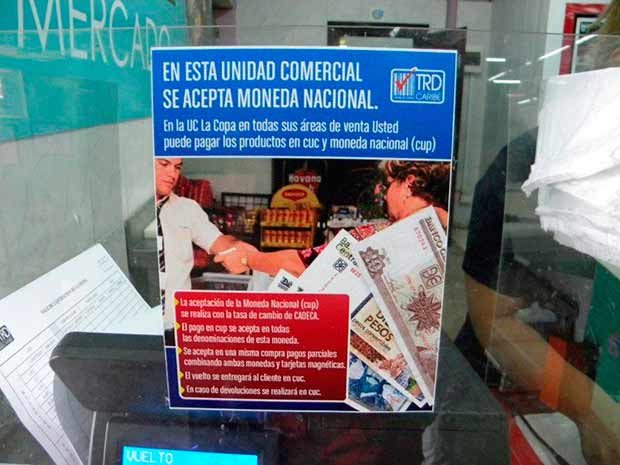 MERCADO
EN ESTA UNIDAD COMERCIAL
SE ACEPTA MONEDA NACIONAL.
TRD
CARIBE
En la UC La Copa en todas sus áreas de venta Usted
puede pagar los productos en cuc y moneda nacional (cup)
Havana
MAGGI
La aceptación de la Moneda Nacional (cup)
se realiza con la tasa de cambio de CADECA.
El pago en cup se acepta en todas
las denominaciones de esta moneda.
Se acepta en una misma compra pagos parciales
combinando ambas monedas y tarjetas magnéticas.
El vuelto se entregará al cliente en cuc.
En caso de devoluciones se realizará en cuc.
PESOS
TRD
VUELTO